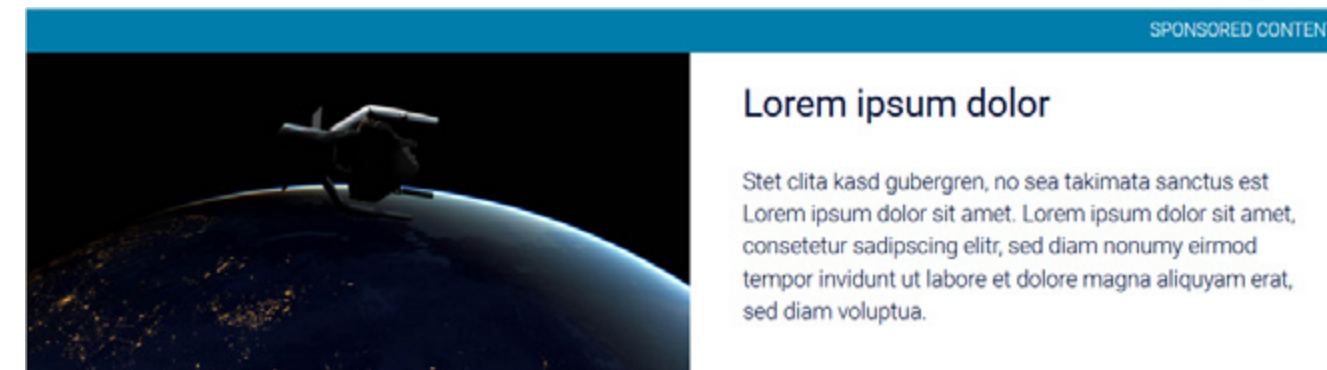 SPONSORED CONTEN
Lorem ipsum dolor
Stet clita kasd gubergren, no sea takimata sanctus est
Lorem ipsum dolor sit amet. Lorem ipsum dolor sit amet,
consetetur sadipscing elitr, sed diam nonumy eirmod
tempor invidunt ut labore et dolore magna aliquyam erat,
sed diam voluptua.